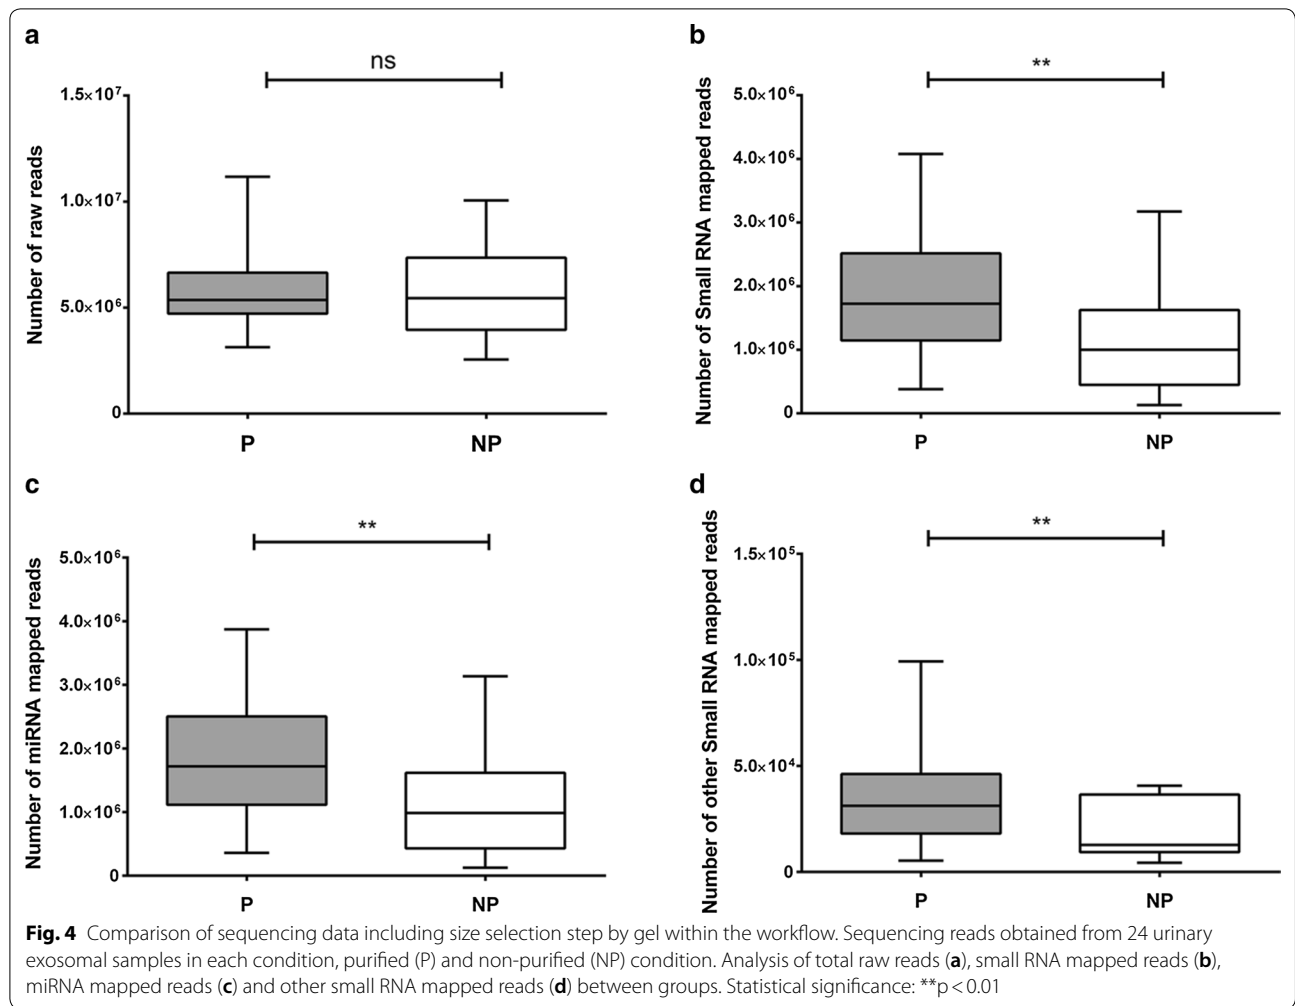 a
ns
Number of raw reads
1.5×10⁷
1.0×10⁷
5.0×10⁶
0
P NP
b
**
Number of Small RNA mapped reads
5.0×10⁶
4.0×10⁶
3.0×10⁶
2.0×10⁶
1.0×10⁶
0
P NP
c
**
Number of miRNA mapped reads
5.0×10⁶
4.0×10⁶
3.0×10⁶
2.0×10⁶
1.0×10⁶
0
P NP
d
**
Number of other Small RNA mapped reads
1.5×10⁵
1.0×10⁵
5.0×10⁴
0
P NP
Fig. 4 Comparison of sequencing data including size selection step by gel within the workflow. Sequencing reads obtained from 24 urinary
exosomal samples in each condition, purified (P) and non-purified (NP) condition. Analysis of total raw reads (a), small RNA mapped reads (b),
miRNA mapped reads (c) and other small RNA mapped reads (d) between groups. Statistical significance: **p < 0.01